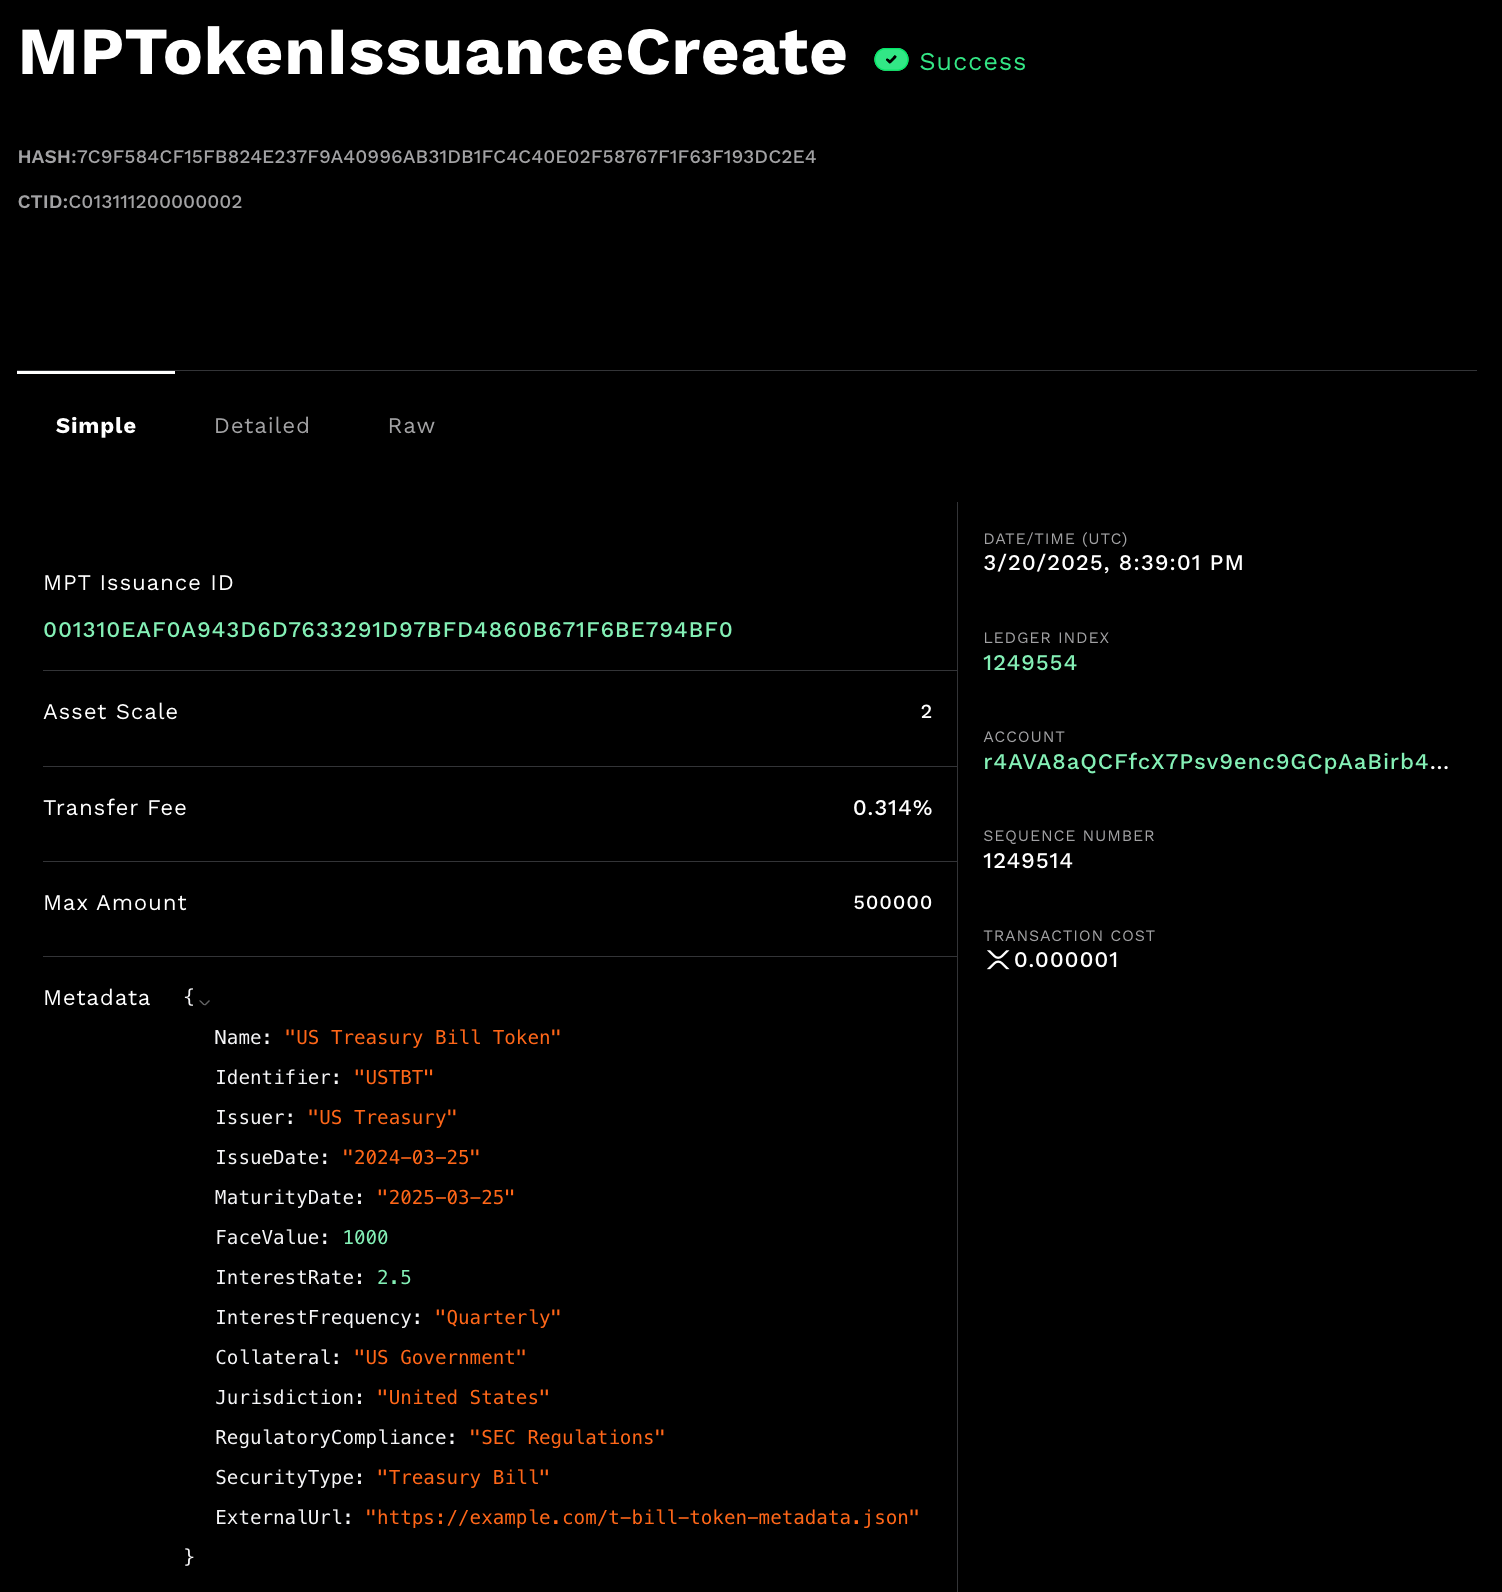 MPTokenIssuanceCreate Success
HASH:7C9F584CF15FB824E237F9A40996AB31DB1FC4C40E02F58767F1F63F193DC2E4
CTID:C013111200000002
Simple Detailed Raw
MPT Issuance ID
001310EAF0A943D6D7633291D97BFD4860B671F6BE794BF0
Asset Scale 2
Transfer Fee 0.314%
Max Amount 500000
Metadata {
Name: "US Treasury Bill Token"
Identifier: "USTBT"
Issuer: "US Treasury"
IssueDate: "2024-03-25"
MaturityDate: "2025-03-25"
FaceValue: 1000
InterestRate: 2.5
InterestFrequency: "Quarterly"
Collateral: "US Government"
Jurisdiction: "United States"
RegulatoryCompliance: "SEC Regulations"
SecurityType: "Treasury Bill"
ExternalUrl: "https://example.com/t-bill-token-metadata.json"
}
DATE/TIME (UTC)
3/20/2025, 8:39:01 PM
LEDGER INDEX
1249554
ACCOUNT
r4AVA8aQCFfcX7Psv9enc9GCpAaBirb4...
SEQUENCE NUMBER
1249514
TRANSACTION COST
0.000001